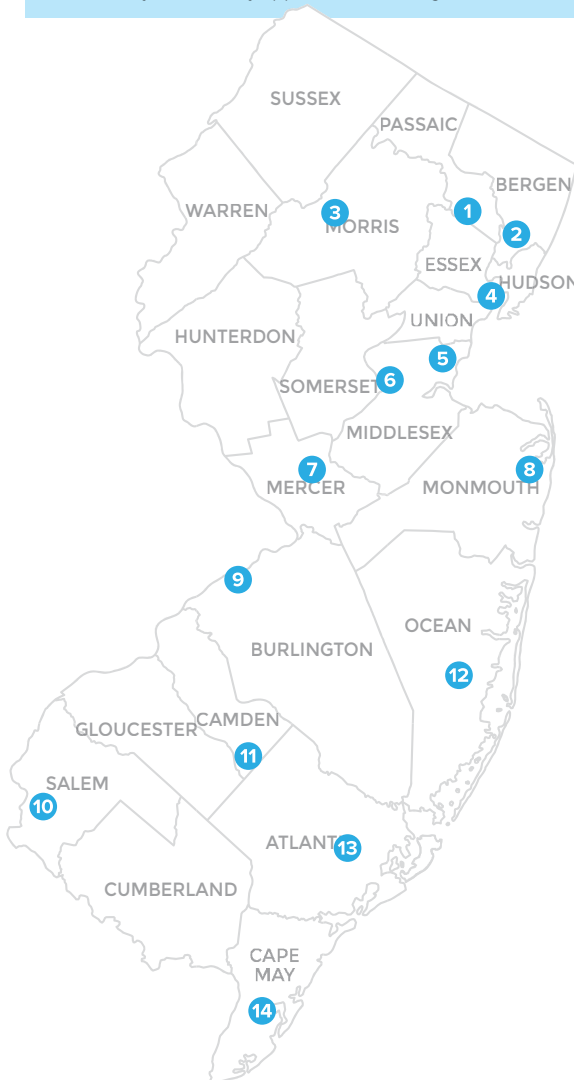 SUSSEX
PASSAIC
BERGEN
WARREN
1
3
MORRIS
2
ESSEX
HUDSON
4
UNION
HUNTERDON
5
6
SOMERSET
MIDDLESEX
7
8
MERCER
MONMOUTH
9
OCEAN
BURLINGTON
12
CAMDEN
GLOUCESTER
11
SALEM
10
ATLANT
13
CUMBERLAND
CAPE
MAY
14